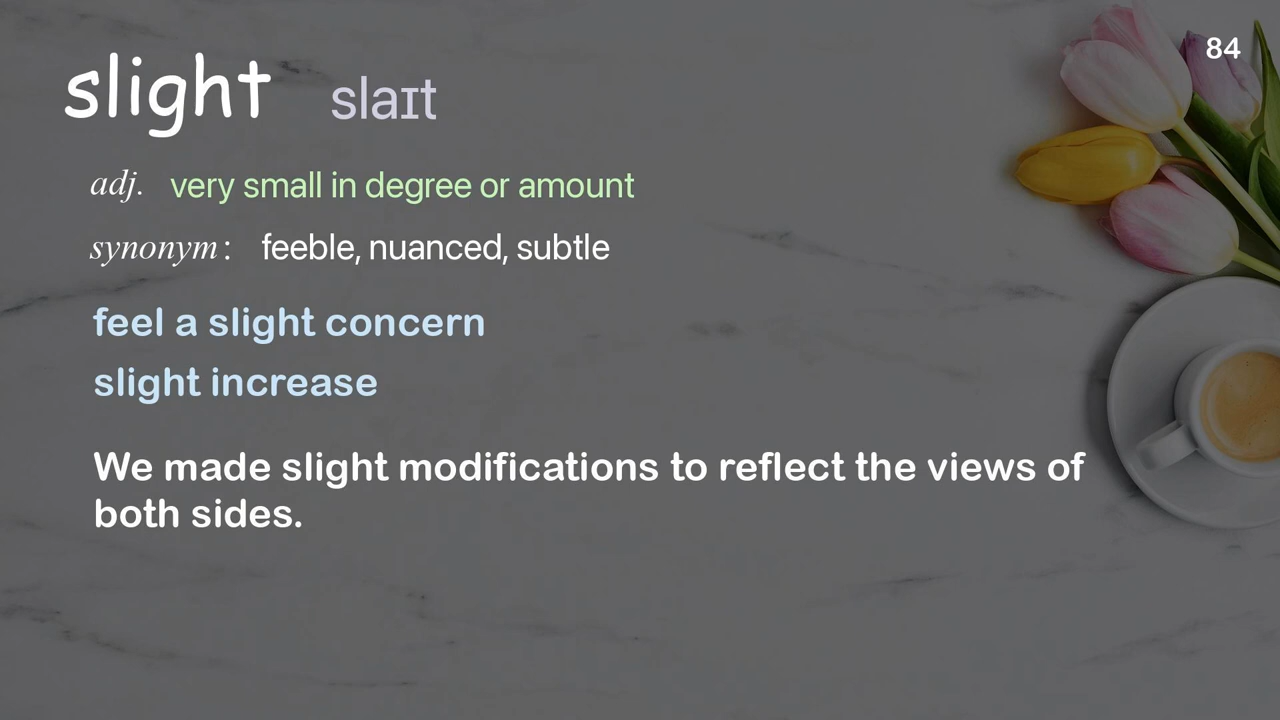 84
slight slaɪt
adj. very small in degree or amount
synonym: feeble, nuanced, subtle
feel a slight concern
slight increase
We made slight modifications to reflect the views of
both sides.